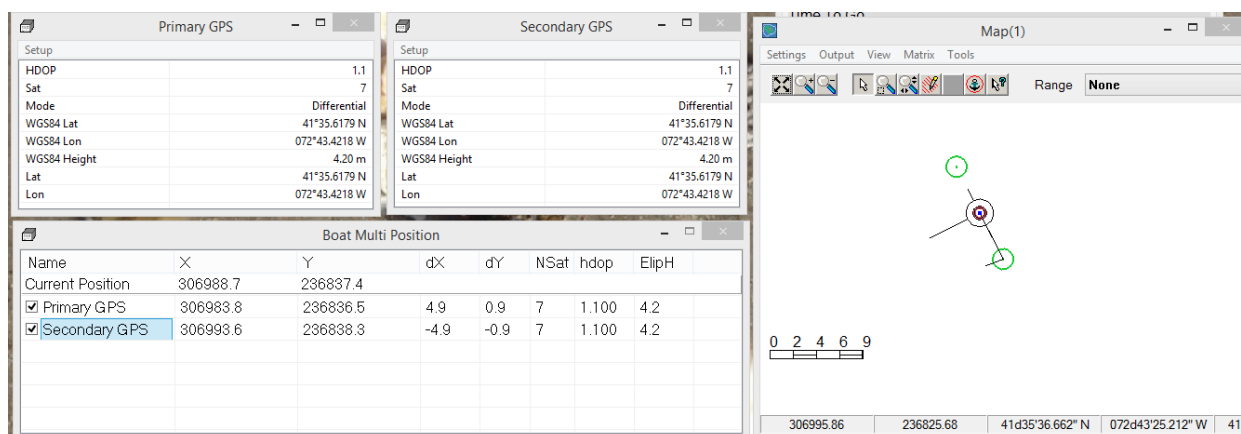 Primary GPS
Setup
HDOP 1.1
Sat 7
Mode Differential
WGS84 Lat 41°35.6179 N
WGS84 Lon 072°43.4218 W
WGS84 Height 4.20 m
Lat 41°35.6179 N
Lon 072°43.4218 W
Secondary GPS
Setup
HDOP 1.1
Sat 7
Mode Differential
WGS84 Lat 41°35.6179 N
WGS84 Lon 072°43.4218 W
WGS84 Height 4.20 m
Lat 41°35.6179 N
Lon 072°43.4218 W
Boat Multi Position
Name X Y dX dY NSat hdop ElipH
Current Position 306988.7 236837.4
Primary GPS 306983.8 236836.5 4.9 0.9 7 1.100 4.2
Secondary GPS 306993.6 236838.3 -4.9 -0.9 7 1.100 4.2
Time To Go
Map(1)
Settings Output View Matrix Tools
Range None
0 2 4 6 9
306995.86 236825.68 41d35'36.662" N 072d43'25.212" W 41